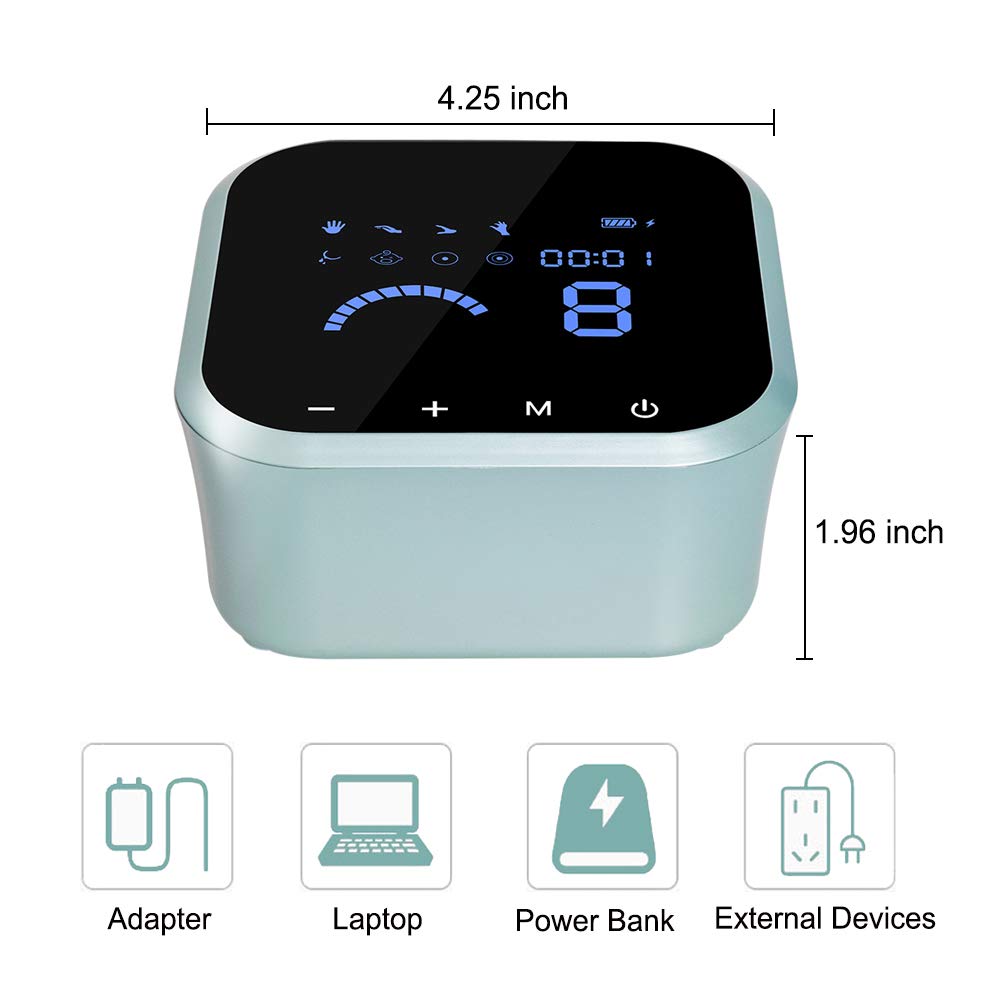 4.25 inch
00:01
8
M
1.96 inch
Adapter
Laptop
Power Bank
External Devices